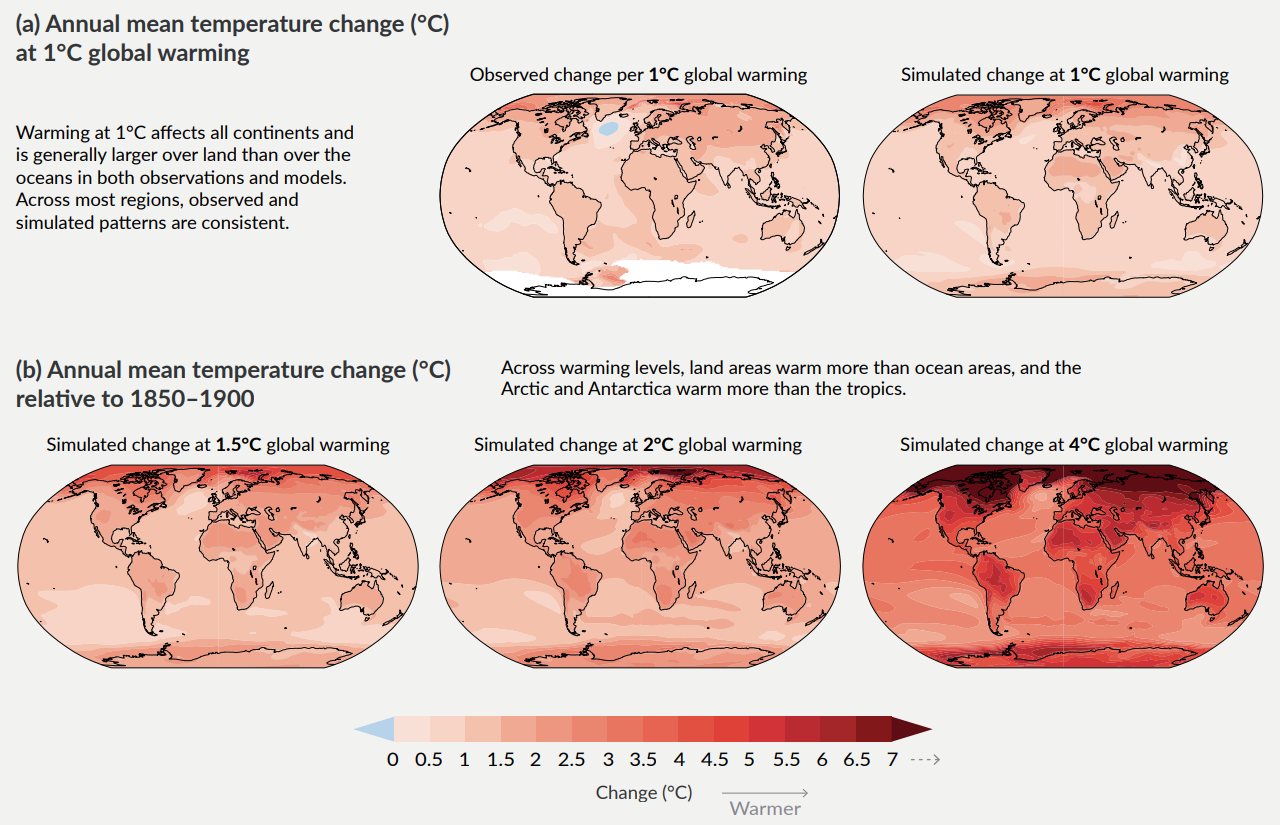 (a) Annual mean temperature change (°C)
at 1°C global warming
Warming at 1°C affects all continents and
is generally larger over land than over the
oceans in both observations and models.
Across most regions, observed and
simulated patterns are consistent.
Observed change per 1°C global warming
Simulated change at 1°C global warming
(b) Annual mean temperature change (°C)
relative to 1850–1900
Across warming levels, land areas warm more than ocean areas, and the
Arctic and Antarctica warm more than the tropics.
Simulated change at 1.5°C global warming
Simulated change at 2°C global warming
Simulated change at 4°C global warming
0 0.5 1 1.5 2 2.5 3 3.5 4 4.5 5 5.5 6 6.5 7
Change (°C)
Warmer